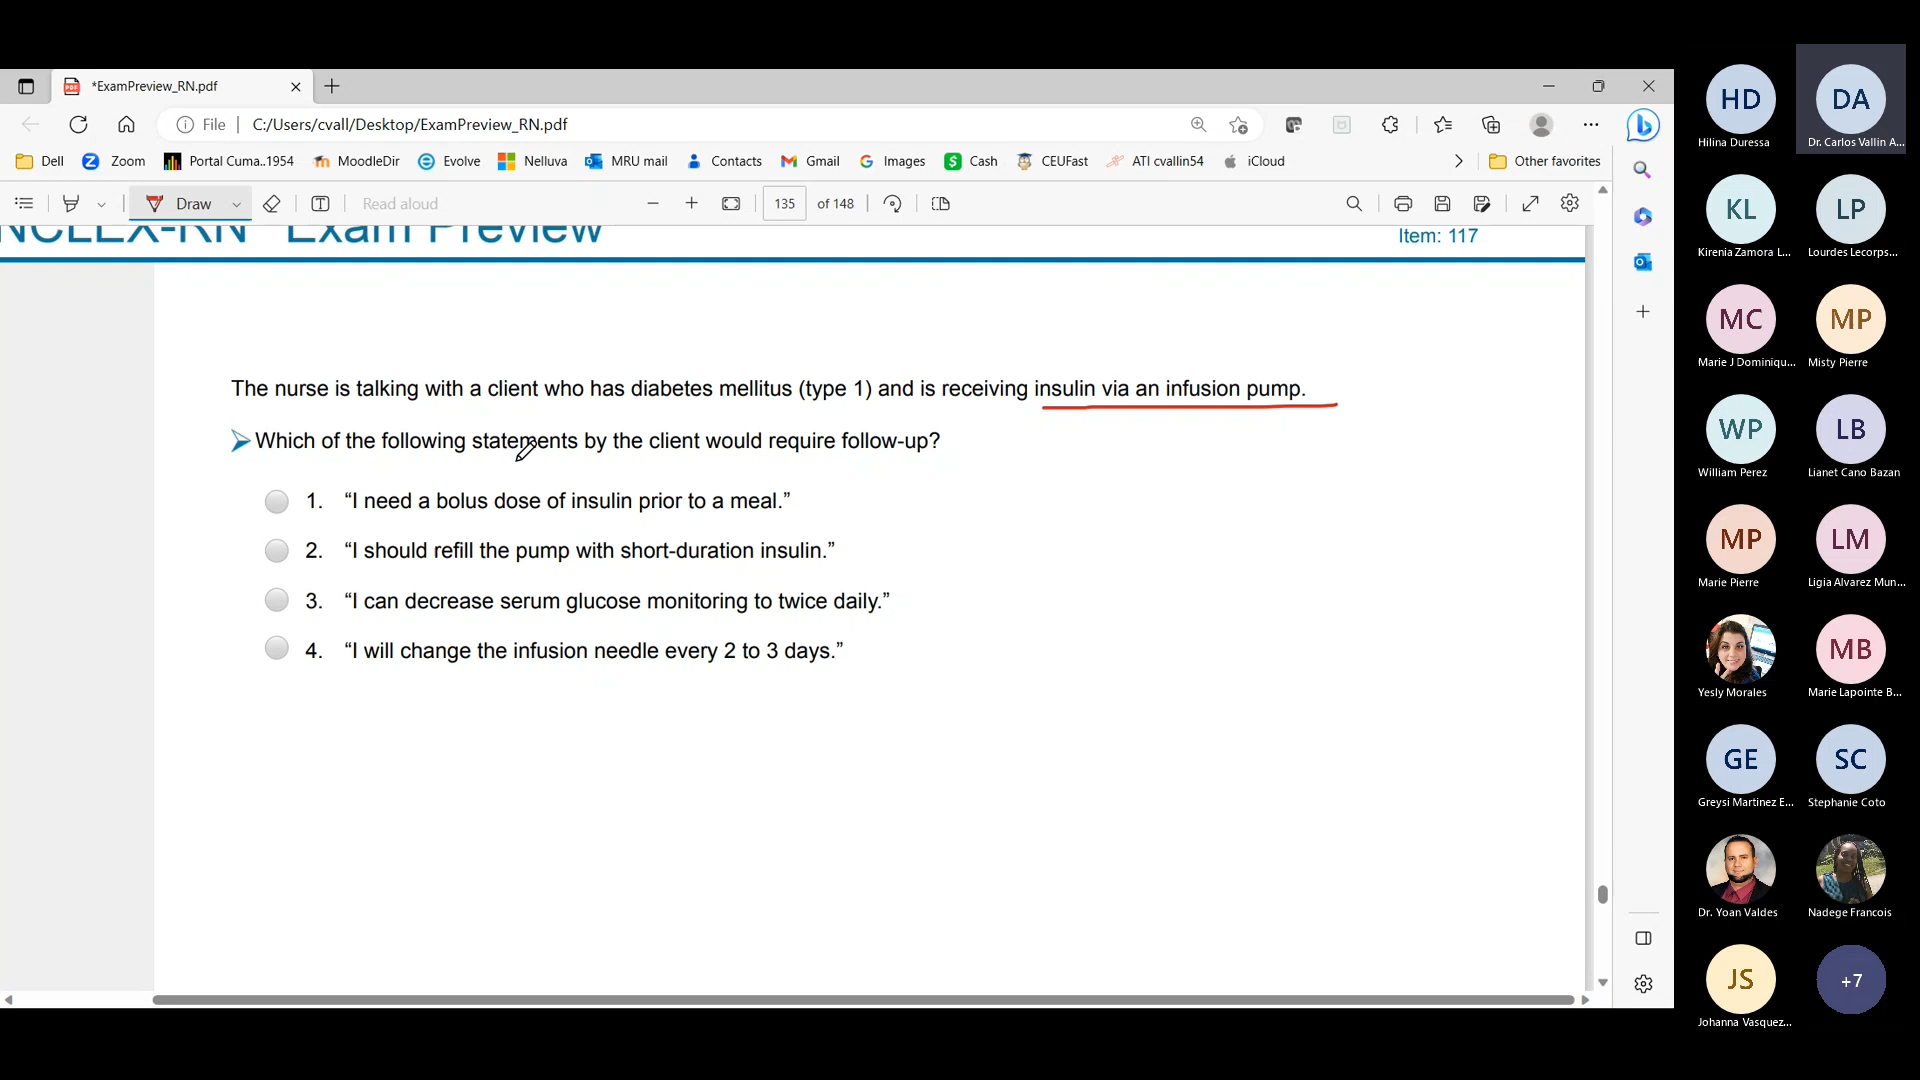 *ExamPreview_RN.pdf
File
C:/Users/cvall/Desktop/ExamPreview_RN.pdf
Dell Zoom Portal Cuma..1954 MoodleDir Evolve Nelluva MRU mail Contacts Gmail Images Cash CEUFast ATI cvallin54 iCloud Other favorites
Draw Read aloud 135 of 148
NCLEX-RN Exam Preview
Item: 117
The nurse is talking with a client who has diabetes mellitus (type 1) and is receiving insulin via an infusion pump.
Which of the following statements by the client would require follow-up?
1. “I need a bolus dose of insulin prior to a meal.”
2. “I should refill the pump with short-duration insulin.”
3. “I can decrease serum glucose monitoring to twice daily.”
4. “I will change the infusion needle every 2 to 3 days.”
HD DA
Hilina Duressa Dr. Carlos Vallin A...
KL LP
Kirenia Zamora L... Lourdes Lecorps...
MC MP
Marie J Dominiqu... Misty Pierre
WP LB
William Perez Lianet Cano Bazan
MP LM
Marie Pierre Ligia Alvarez Mun...
MB
Yesly Morales Marie Lapointe B...
GE SC
Greysi Martinez E... Stephanie Coto
Dr. Yoan Valdes Nadege Francois
JS +7
Johanna Vasquez...